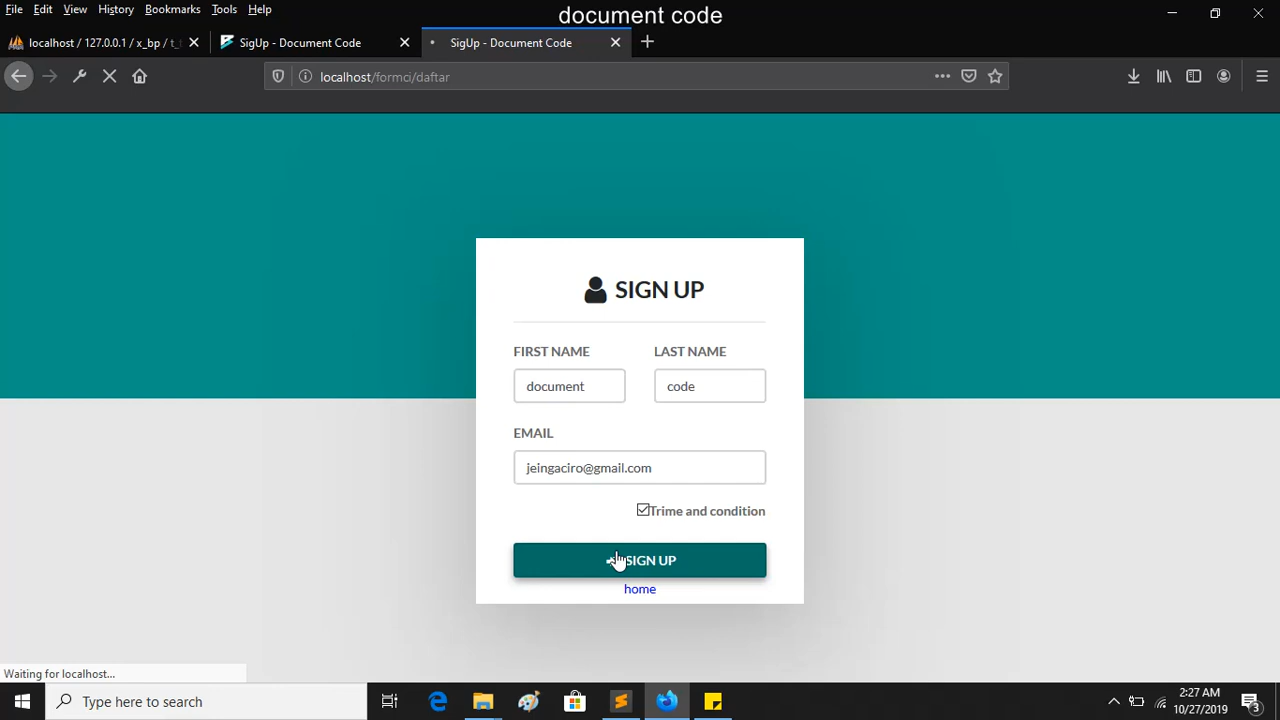 document code
File Edit View History Bookmarks Tools Help
localhost / 127.0.0.1 / x_bp / t_
SigUp - Document Code
SigUp - Document Code
localhost/formci/daftar
SIGN UP
FIRST NAME LAST NAME
document code
EMAIL
jeingaciro@gmail.com
Trime and condition
SIGN UP
home
Waiting for localhost...
Type here to search
2:27 AM
10/27/2019
3